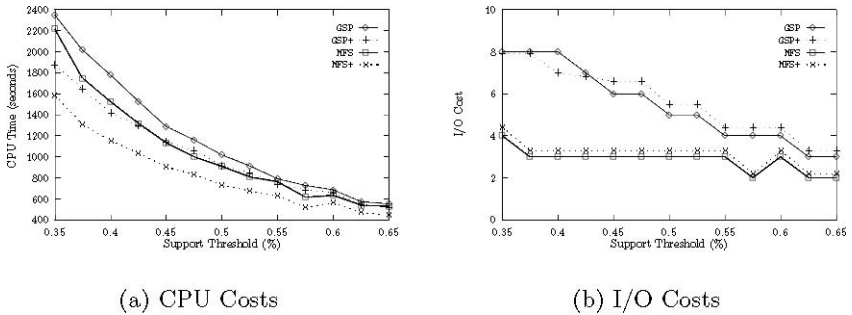 2400
2200
2000
1800
1600
1400
1200
1000
800
600
400
CPU Time (seconds)
GSP
GSP+
MFS
MFS+
0.35
0.4
0.45
0.5
0.55
0.6
0.65
Support Threshold (%)
(a) CPU Costs
10
8
6
4
2
0
I/O Cost
GSP
GSP+
MFS
MFS+
0.35
0.4
0.45
0.5
0.55
0.6
0.65
Support Threshold (%)
(b) I/O Costs